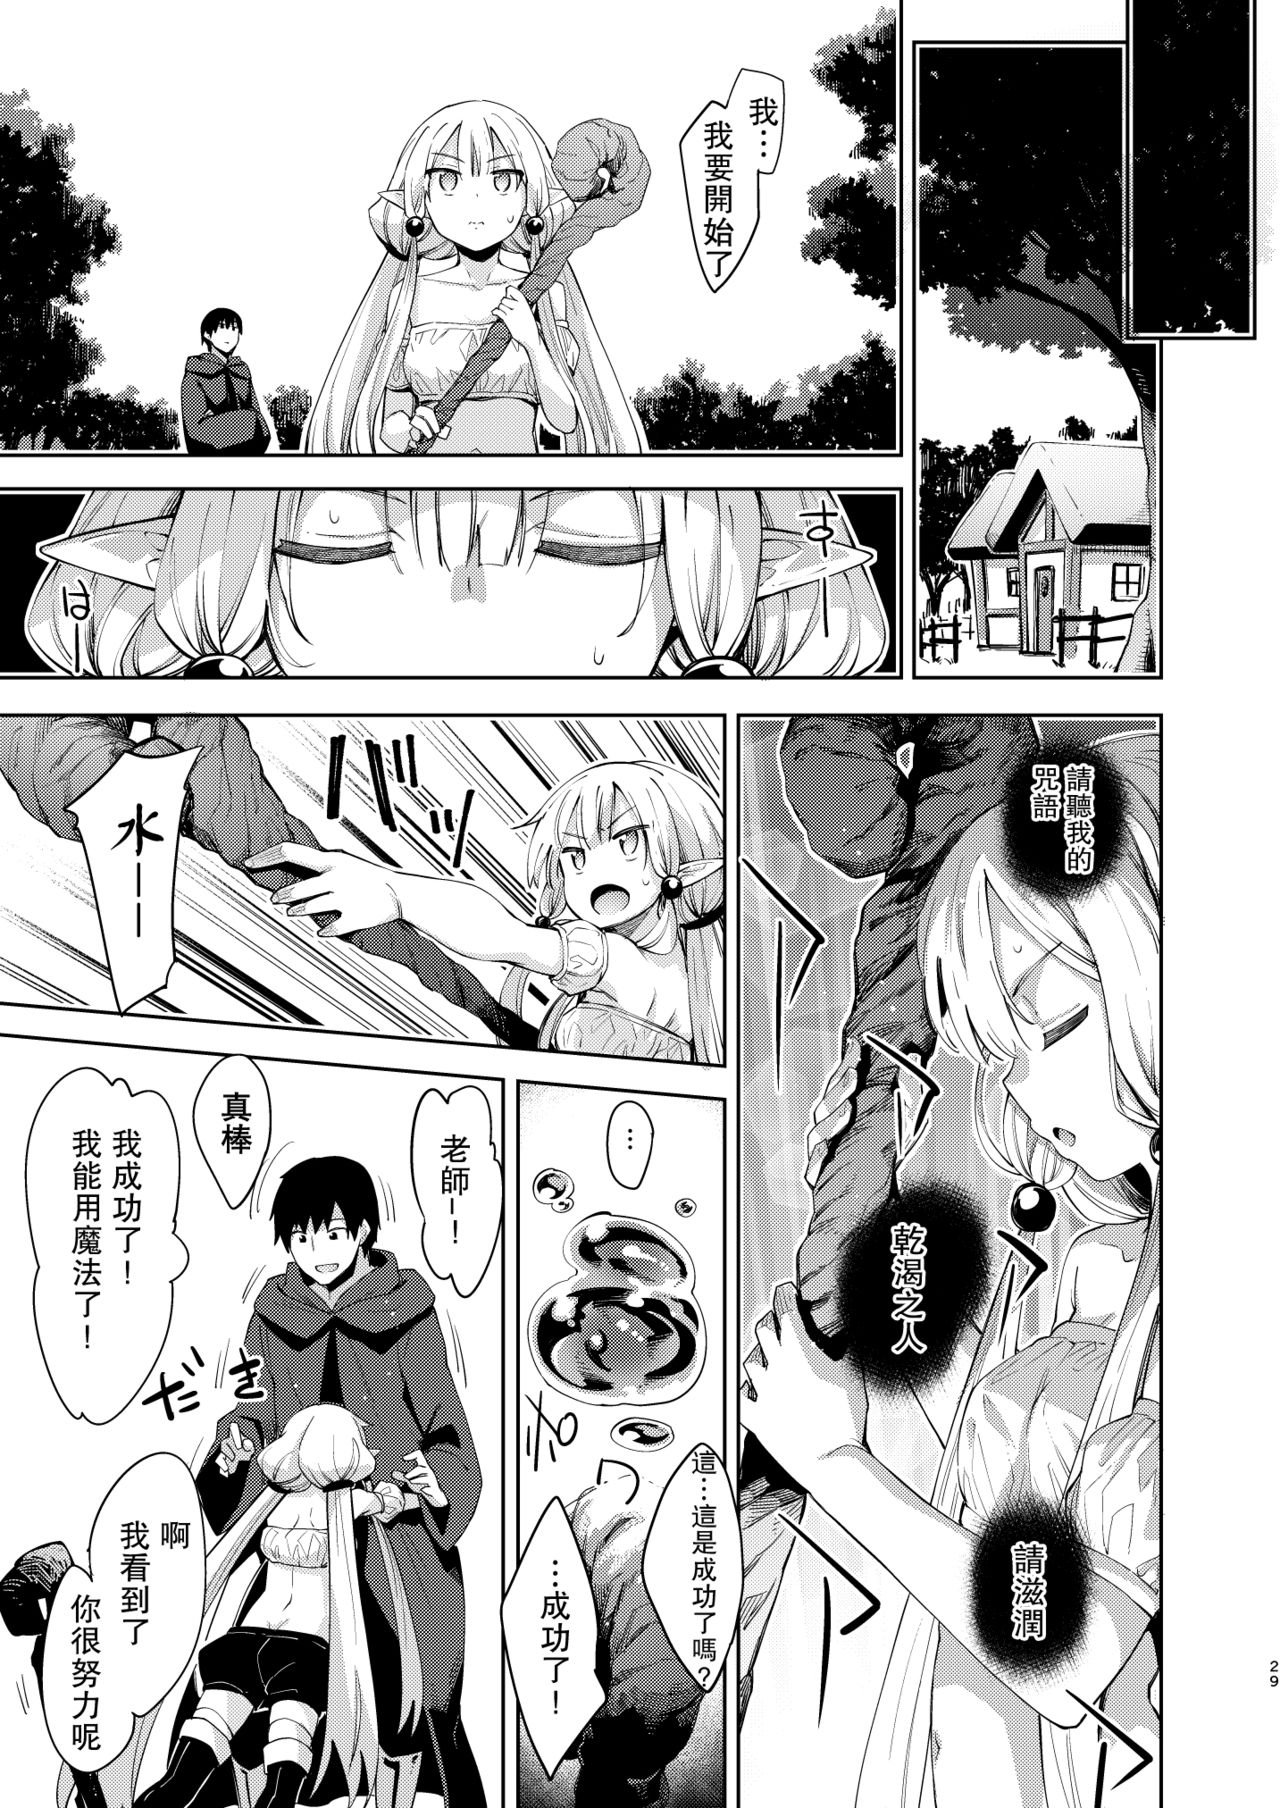 我…
我要開始了
すー
はー
請聽我的
咒語
乾渴之人
請滋潤
水――
…
這…這是成功了嗎？
…成功了！
老師―！
真棒
我成功了！
我能用魔法了！
だき
啊
我看到了
你很努力呢
29